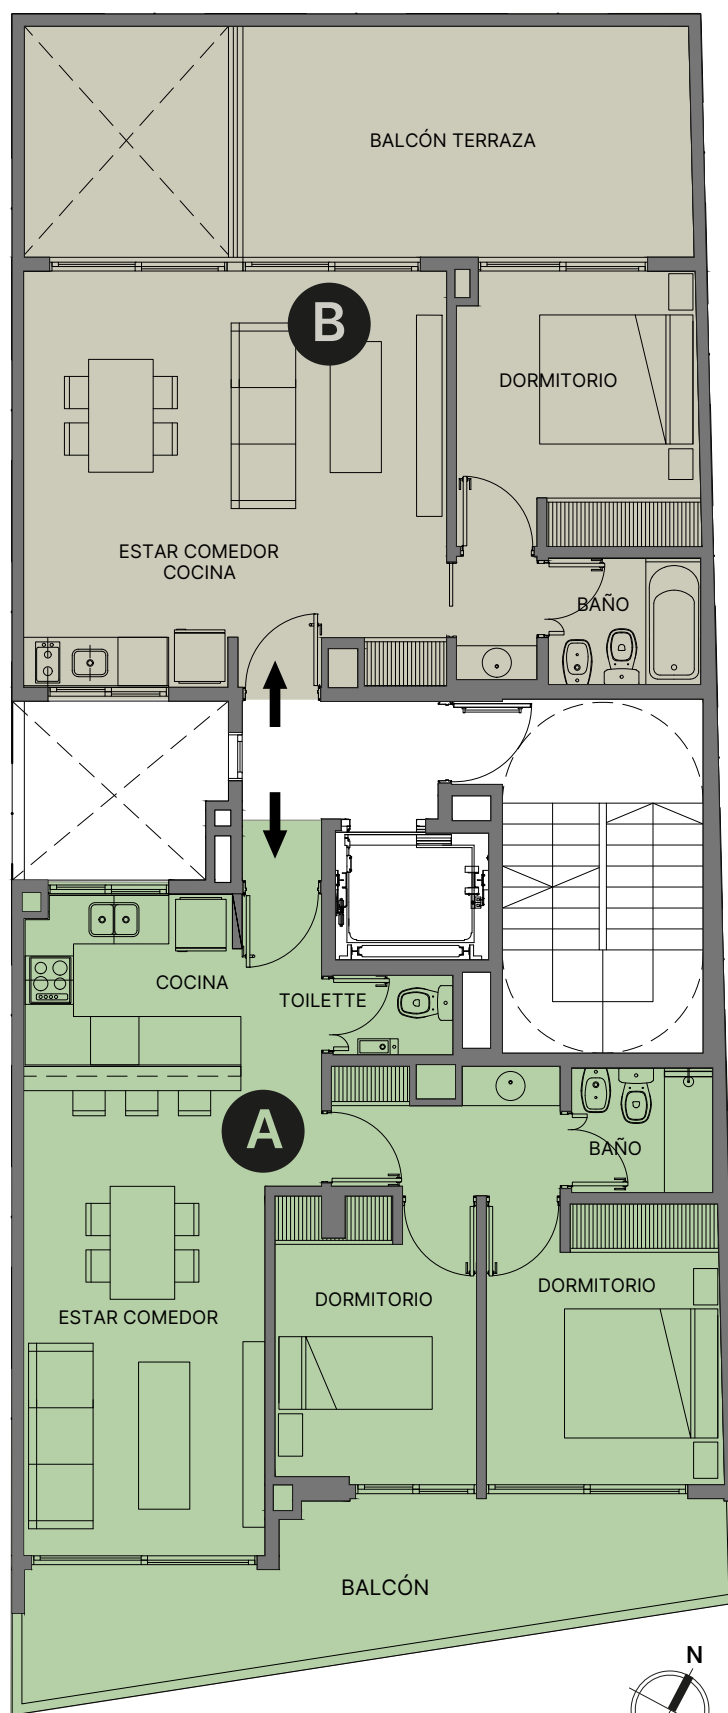 BALCÓN TERRAZA
B
DORMITORIO
ESTAR COMEDOR
COCINA
BAÑO
COCINA
TOILETTE
A
BAÑO
DORMITORIO
DORMITORIO
ESTAR COMEDOR
BALCÓN
N